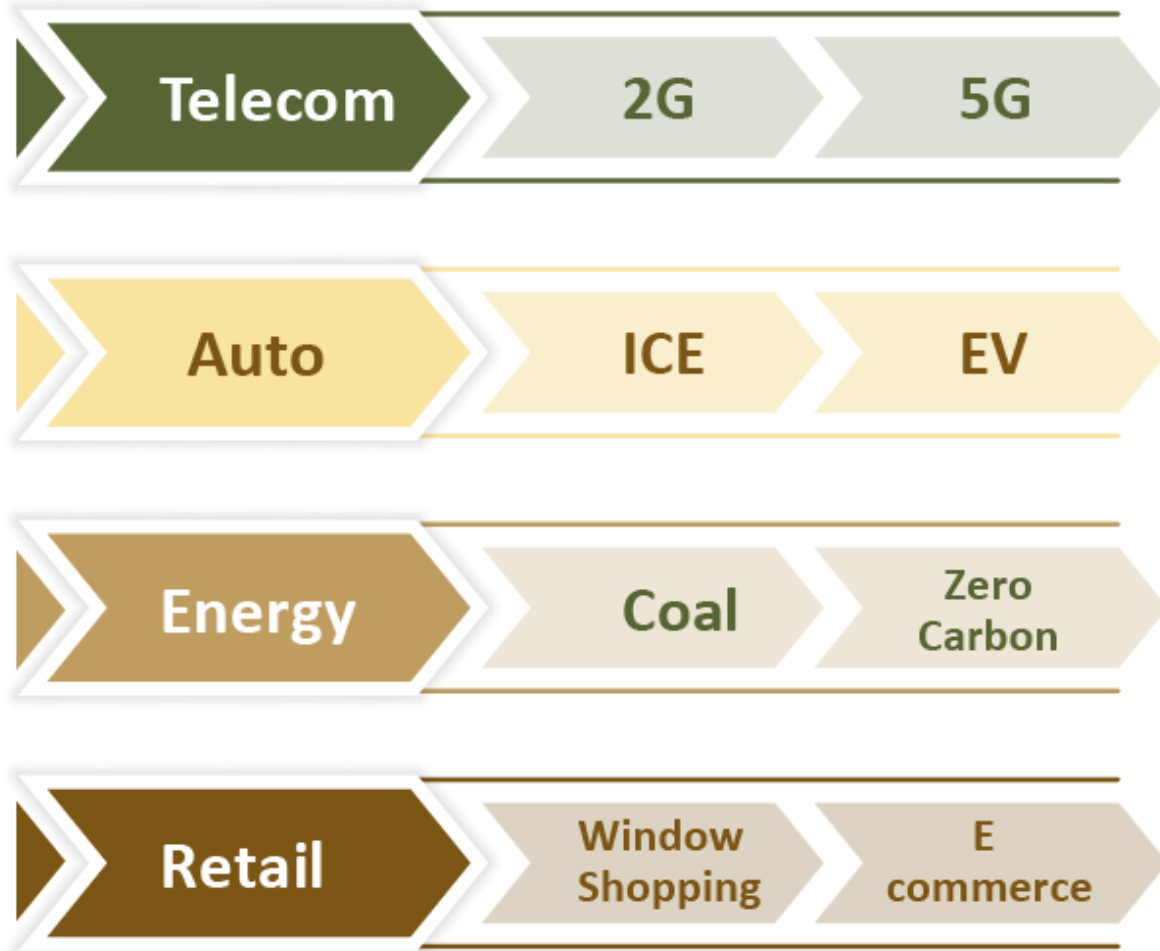 Telecom 2G 5G
Auto ICE EV
Energy Coal Zero
Carbon
Retail Window
Shopping E
commerce